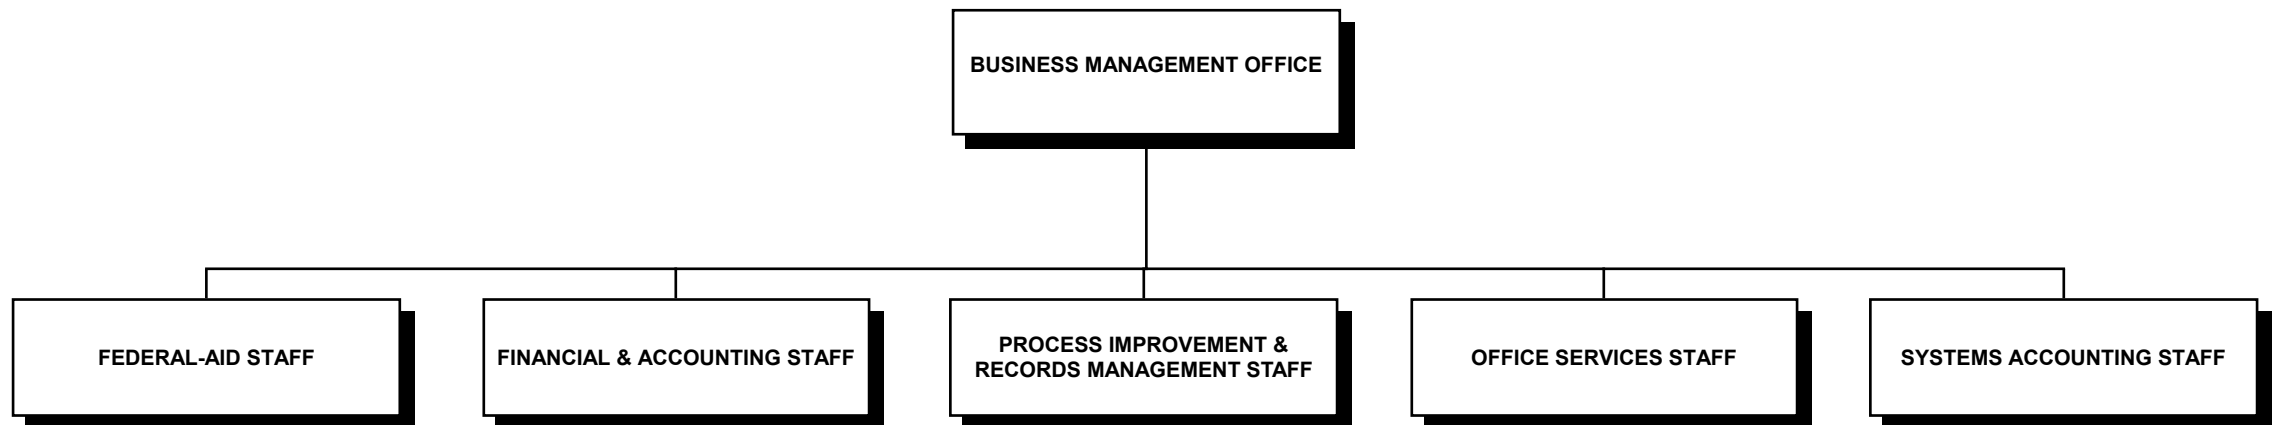 BUSINESS MANAGEMENT OFFICE
FEDERAL-AID STAFF
FINANCIAL & ACCOUNTING STAFF
PROCESS IMPROVEMENT &
RECORDS MANAGEMENT STAFF
OFFICE SERVICES STAFF
SYSTEMS ACCOUNTING STAFF